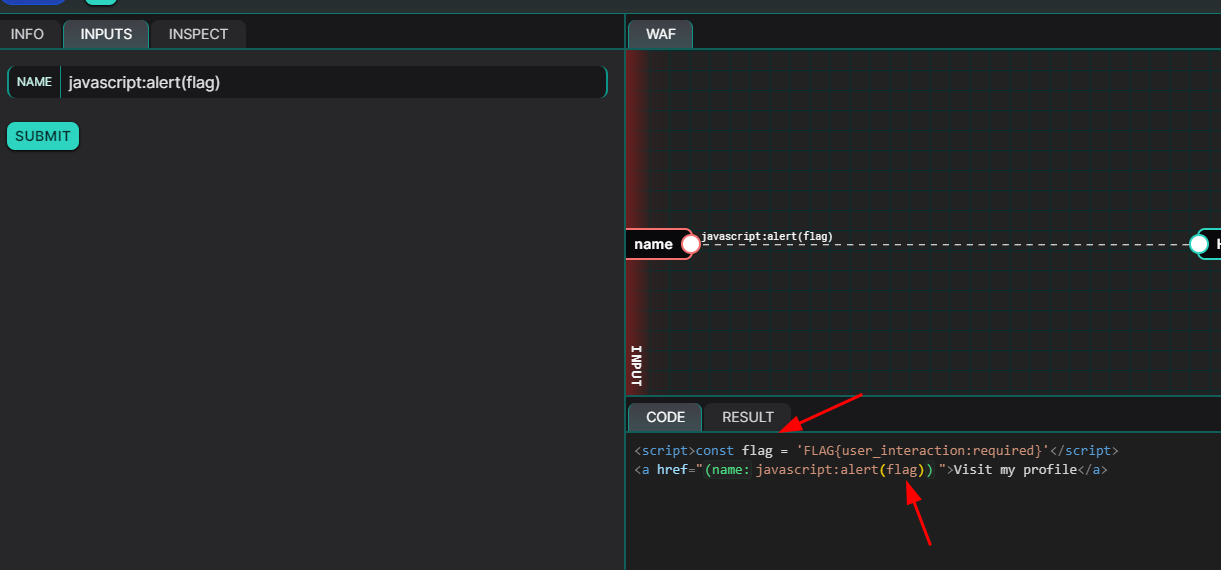 INFO INPUTS INSPECT
NAME javascript:alert(flag)
SUBMIT
WAF
javascript:alert(flag)
name
INPUT
CODE RESULT
<script>const flag = 'FLAG{user_interaction:required}'</script>
<a href="(name: javascript:alert(flag)) ">Visit my profile</a>